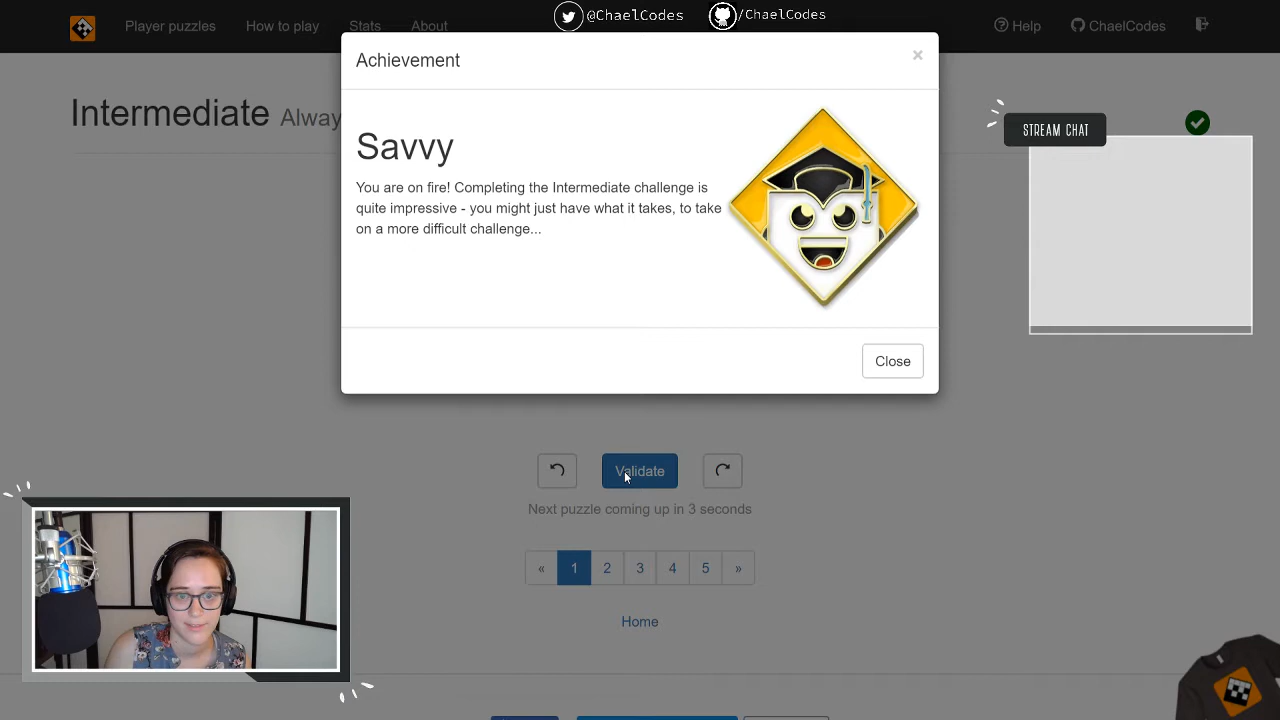 @ChaelCodes
/ChaelCodes
Player puzzles
How to play
Stats
About
Help
ChaelCodes
Achievement
×
Intermediate Alway
Savvy
You are on fire! Completing the Intermediate challenge is
quite impressive - you might just have what it takes, to take
on a more difficult challenge...
STREAM CHAT
Close
Validate
Next puzzle coming up in 3 seconds
« 1 2 3 4 5 »
Home